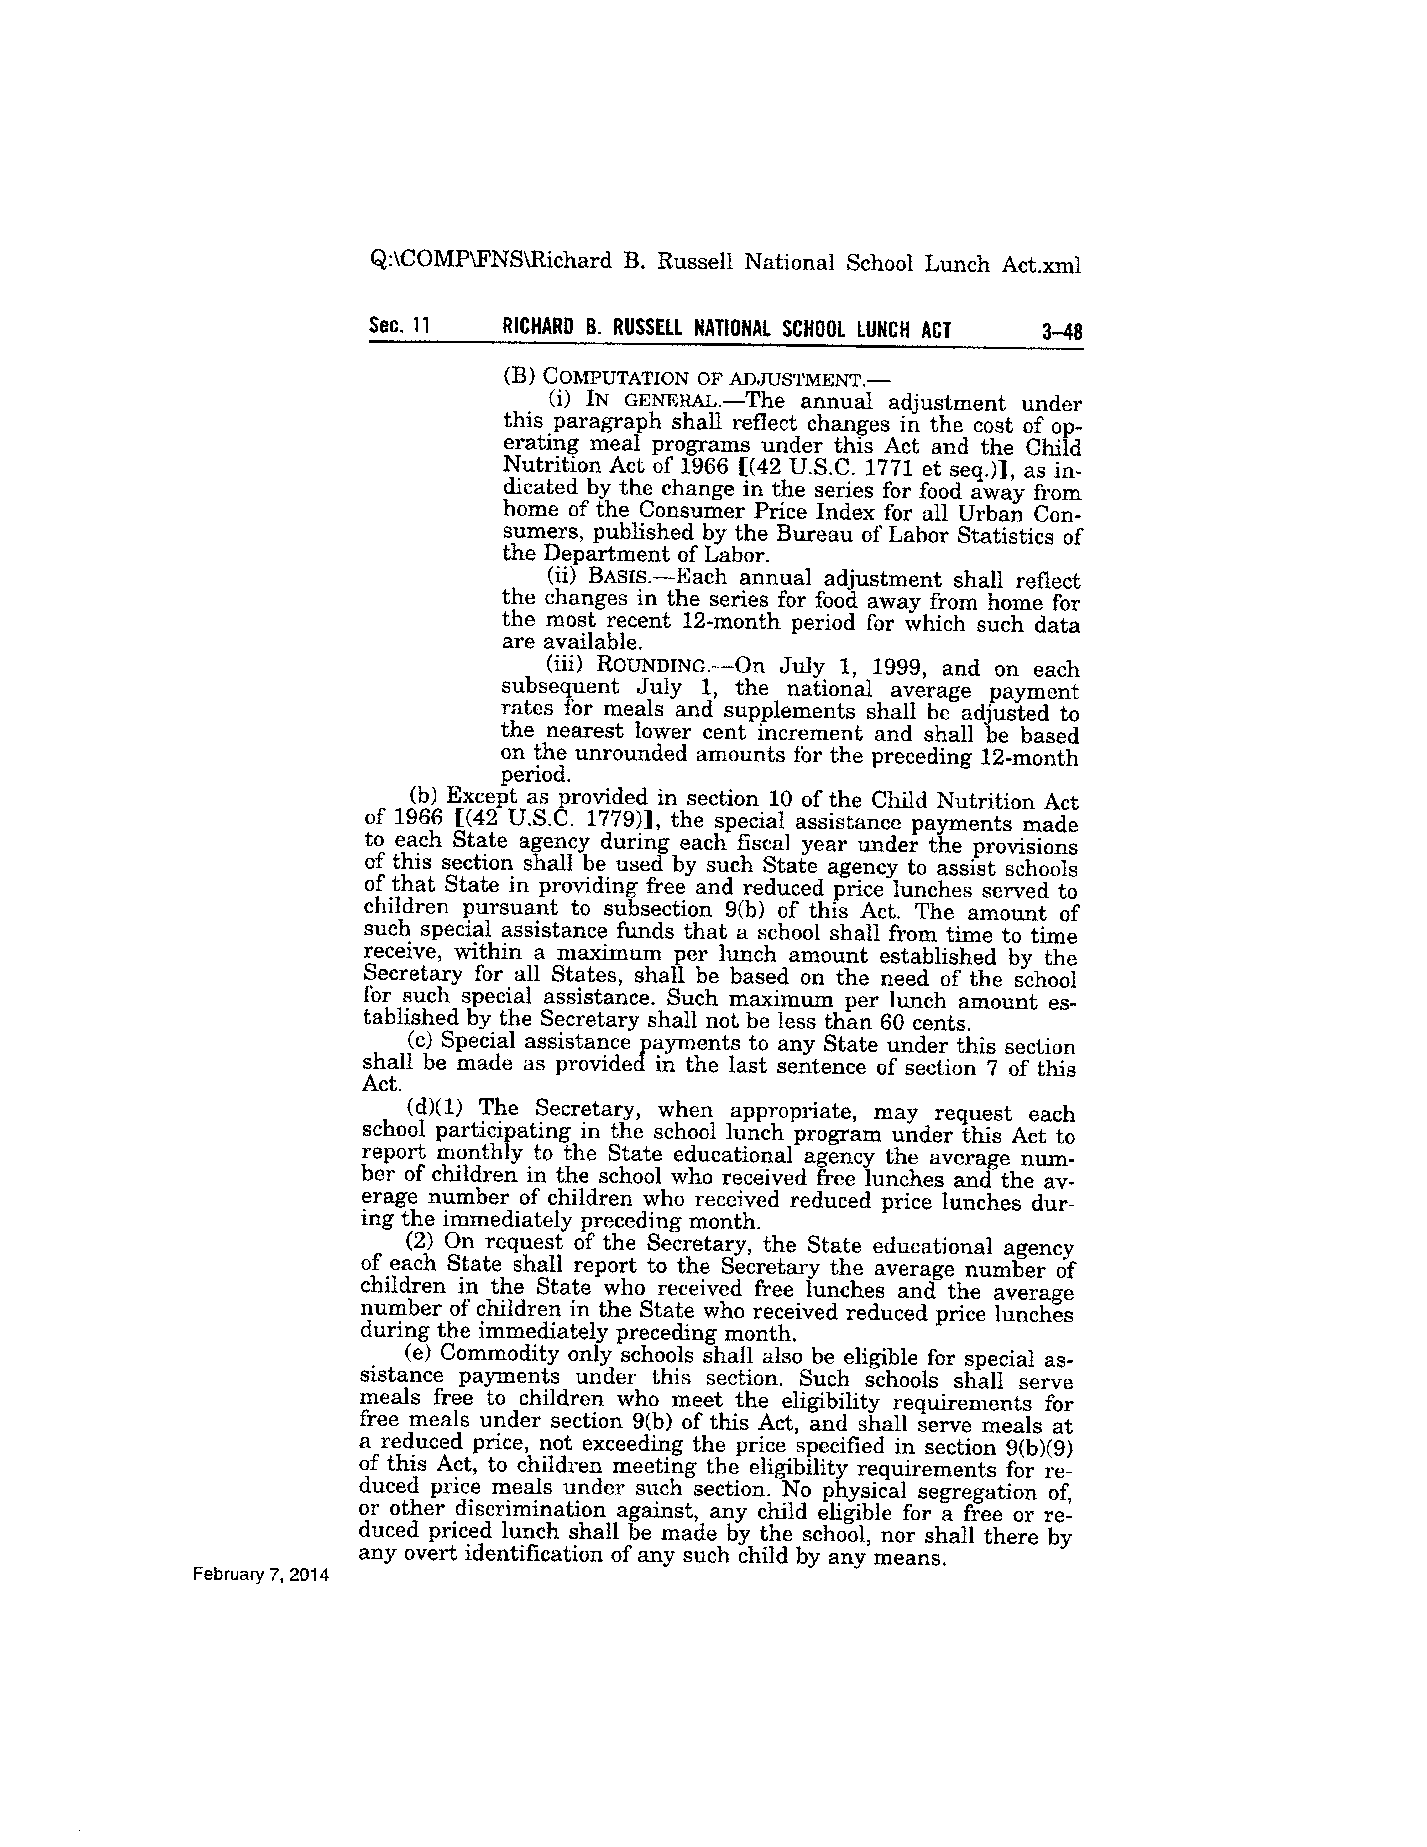 Q:\COMP\FNS\Richard B. Russell National School Lunch Act.xml
Sec. 11 RICHARD B. RUSSELL NATIONAL SCHOOL LUNCH ACT 3–48
(B) COMPUTATION OF ADJUSTMENT.—
(i) IN GENERAL.—The annual adjustment under
this paragraph shall reflect changes in the cost of op-
erating meal programs under this Act and the Child
Nutrition Act of 1966 [(42 U.S.C. 1771 et seq.)], as in-
dicated by the change in the series for food away from
home of the Consumer Price Index for all Urban Con-
sumers, published by the Bureau of Labor Statistics of
the Department of Labor.
(ii) BASIS.—Each annual adjustment shall reflect
the changes in the series for food away from home for
the most recent 12-month period for which such data
are available.
(iii) ROUNDING.—On July 1, 1999, and on each
subsequent July 1, the national average payment
rates for meals and supplements shall be adjusted to
the nearest lower cent increment and shall be based
on the unrounded amounts for the preceding 12-month
period.
(b) Except as provided in section 10 of the Child Nutrition Act
of 1966 [(42 U.S.C. 1779)], the special assistance payments made
to each State agency during each fiscal year under the provisions
of this section shall be used by such State agency to assist schools
of that State in providing free and reduced price lunches served to
children pursuant to subsection 9(b) of this Act. The amount of
such special assistance funds that a school shall from time to time
receive, within a maximum per lunch amount established by the
Secretary for all States, shall be based on the need of the school
for such special assistance. Such maximum per lunch amount es-
tablished by the Secretary shall not be less than 60 cents.
(c) Special assistance payments to any State under this section
shall be made as provided in the last sentence of section 7 of this
Act.
(d)(1) The Secretary, when appropriate, may request each
school participating in the school lunch program under this Act to
report monthly to the State educational agency the average num-
ber of children in the school who received free lunches and the av-
erage number of children who received reduced price lunches dur-
ing the immediately preceding month.
(2) On request of the Secretary, the State educational agency
of each State shall report to the Secretary the average number of
children in the State who received free lunches and the average
number of children in the State who received reduced price lunches
during the immediately preceding month.
(e) Commodity only schools shall also be eligible for special as-
sistance payments under this section. Such schools shall serve
meals free to children who meet the eligibility requirements for
free meals under section 9(b) of this Act, and shall serve meals at
a reduced price, not exceeding the price specified in section 9(b)(9)
of this Act, to children meeting the eligibility requirements for re-
duced price meals under such section. No physical segregation of,
or other discrimination against, any child eligible for a free or re-
duced priced lunch shall be made by the school, nor shall there by
any overt identification of any such child by any means.
February 7, 2014